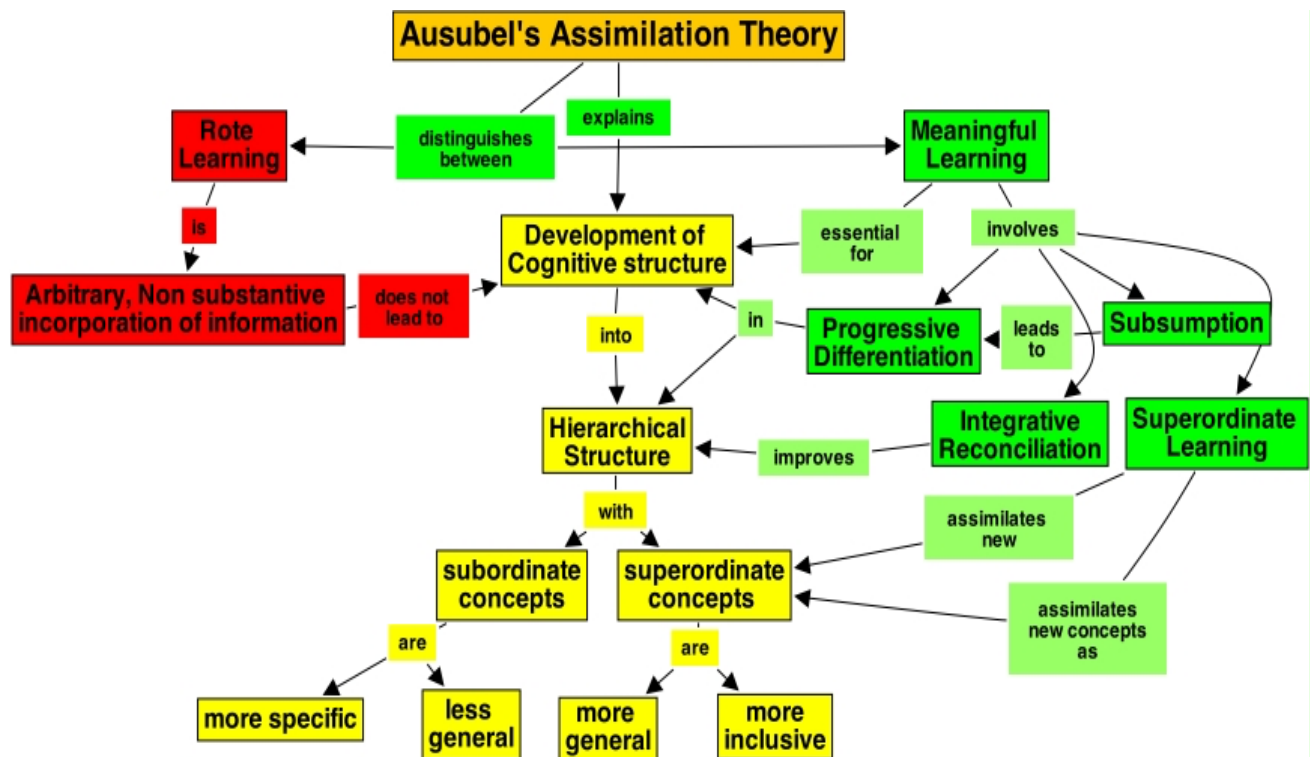 Ausubel's Assimilation Theory
explains
Rote
Learning
distinguishes
between
Meaningful
Learning
is
essential
for
involves
Development of
Cognitive structure
Arbitrary, Non substantive
incorporation of information
does not
lead to
into
in
Progressive
Differentiation
leads
to
Subsumption
Hierarchical
Structure
improves
Integrative
Reconciliation
Superordinate
Learning
with
assimilates
new
subordinate
concepts
superordinate
concepts
assimilates
new concepts
as
are
are
more specific
less
general
more
general
more
inclusive